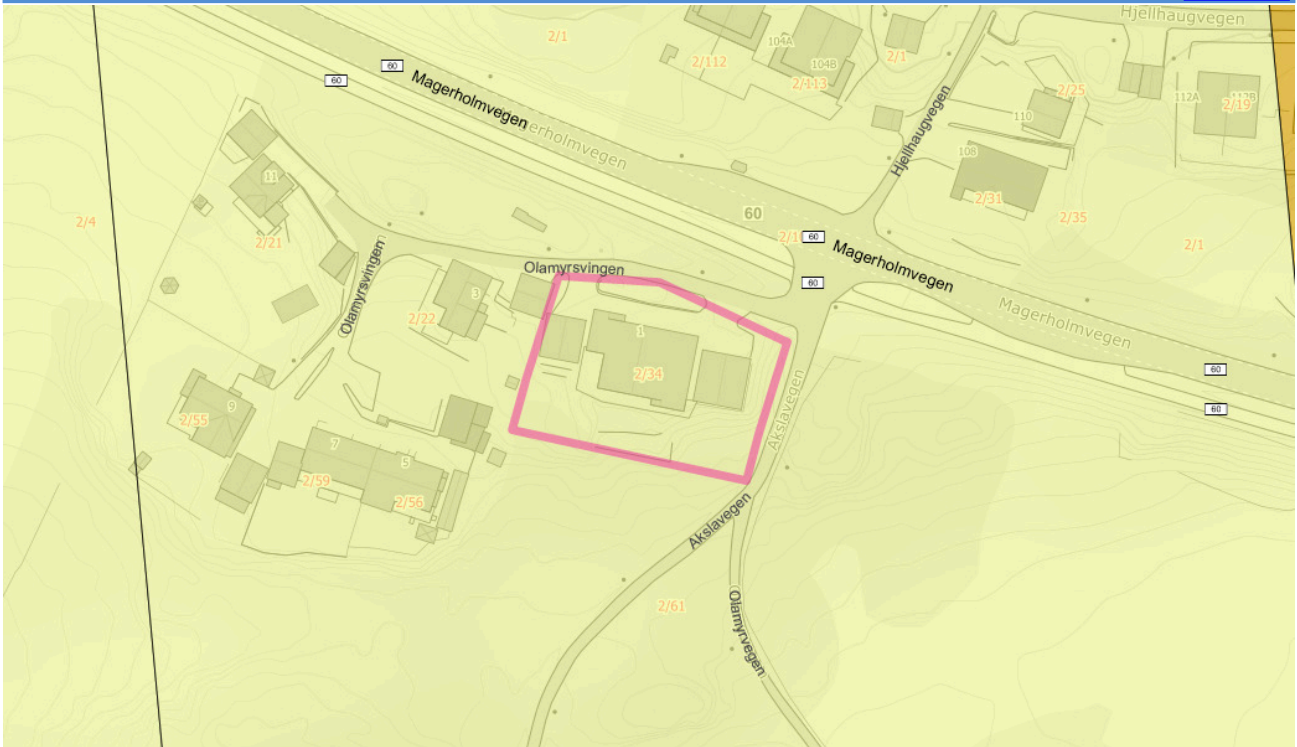 Hjellhaugvegen
2/1
104A
104B
2/112
2/113
2/1
60
60
Magerholmvegen
Magerholmvegen
Hjellhaugvegen
2/25
110
112A
112B
2/19
108
2/31
2/35
2/1
11
2/4
2/21
60
2/1
60
Magerholmvegen
60
Magerholmvegen
Olamyrsvingen
Olamyrsvingen
3
2/22
1
2/34
Akslavegen
60
60
9
2/55
7
5
2/59
2/56
Akslavegen
2/61
Olamyrvegen